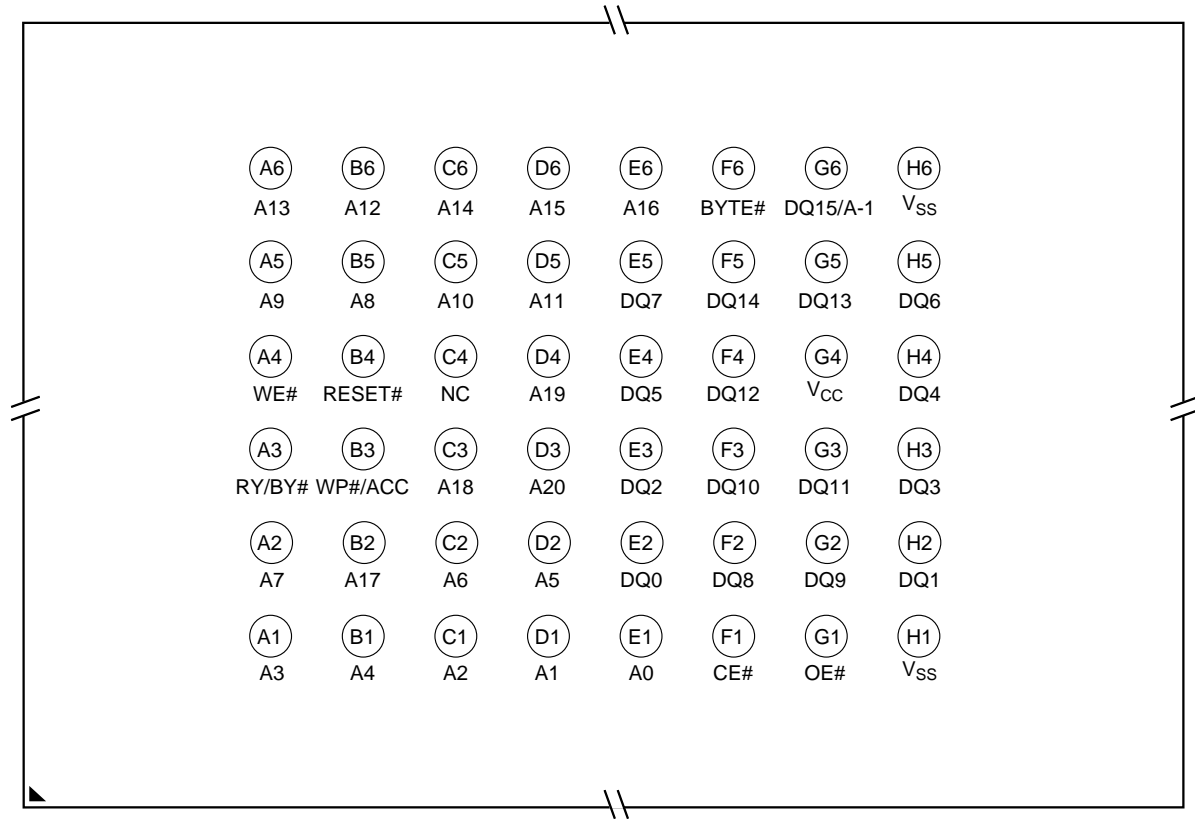 A6 B6 C6 D6 E6 F6 G6 H6
A13 A12 A14 A15 A16 BYTE# DQ15/A-1 VSS
A5 B5 C5 D5 E5 F5 G5 H5
A9 A8 A10 A11 DQ7 DQ14 DQ13 DQ6
A4 B4 C4 D4 E4 F4 G4 H4
WE# RESET# NC A19 DQ5 DQ12 VCC DQ4
A3 B3 C3 D3 E3 F3 G3 H3
RY/BY# WP#/ACC A18 A20 DQ2 DQ10 DQ11 DQ3
A2 B2 C2 D2 E2 F2 G2 H2
A7 A17 A6 A5 DQ0 DQ8 DQ9 DQ1
A1 B1 C1 D1 E1 F1 G1 H1
A3 A4 A2 A1 A0 CE# OE# VSS